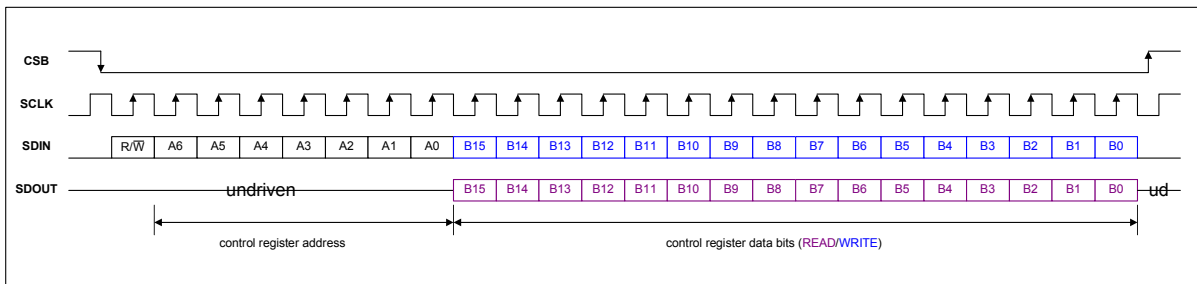 CSB
SCLK
SDIN R/W̅ A6 A5 A4 A3 A2 A1 A0 B15 B14 B13 B12 B11 B10 B9 B8 B7 B6 B5 B4 B3 B2 B1 B0
SDOUT undriven B15 B14 B13 B12 B11 B10 B9 B8 B7 B6 B5 B4 B3 B2 B1 B0 ud
control register address control register data bits (READ/WRITE)